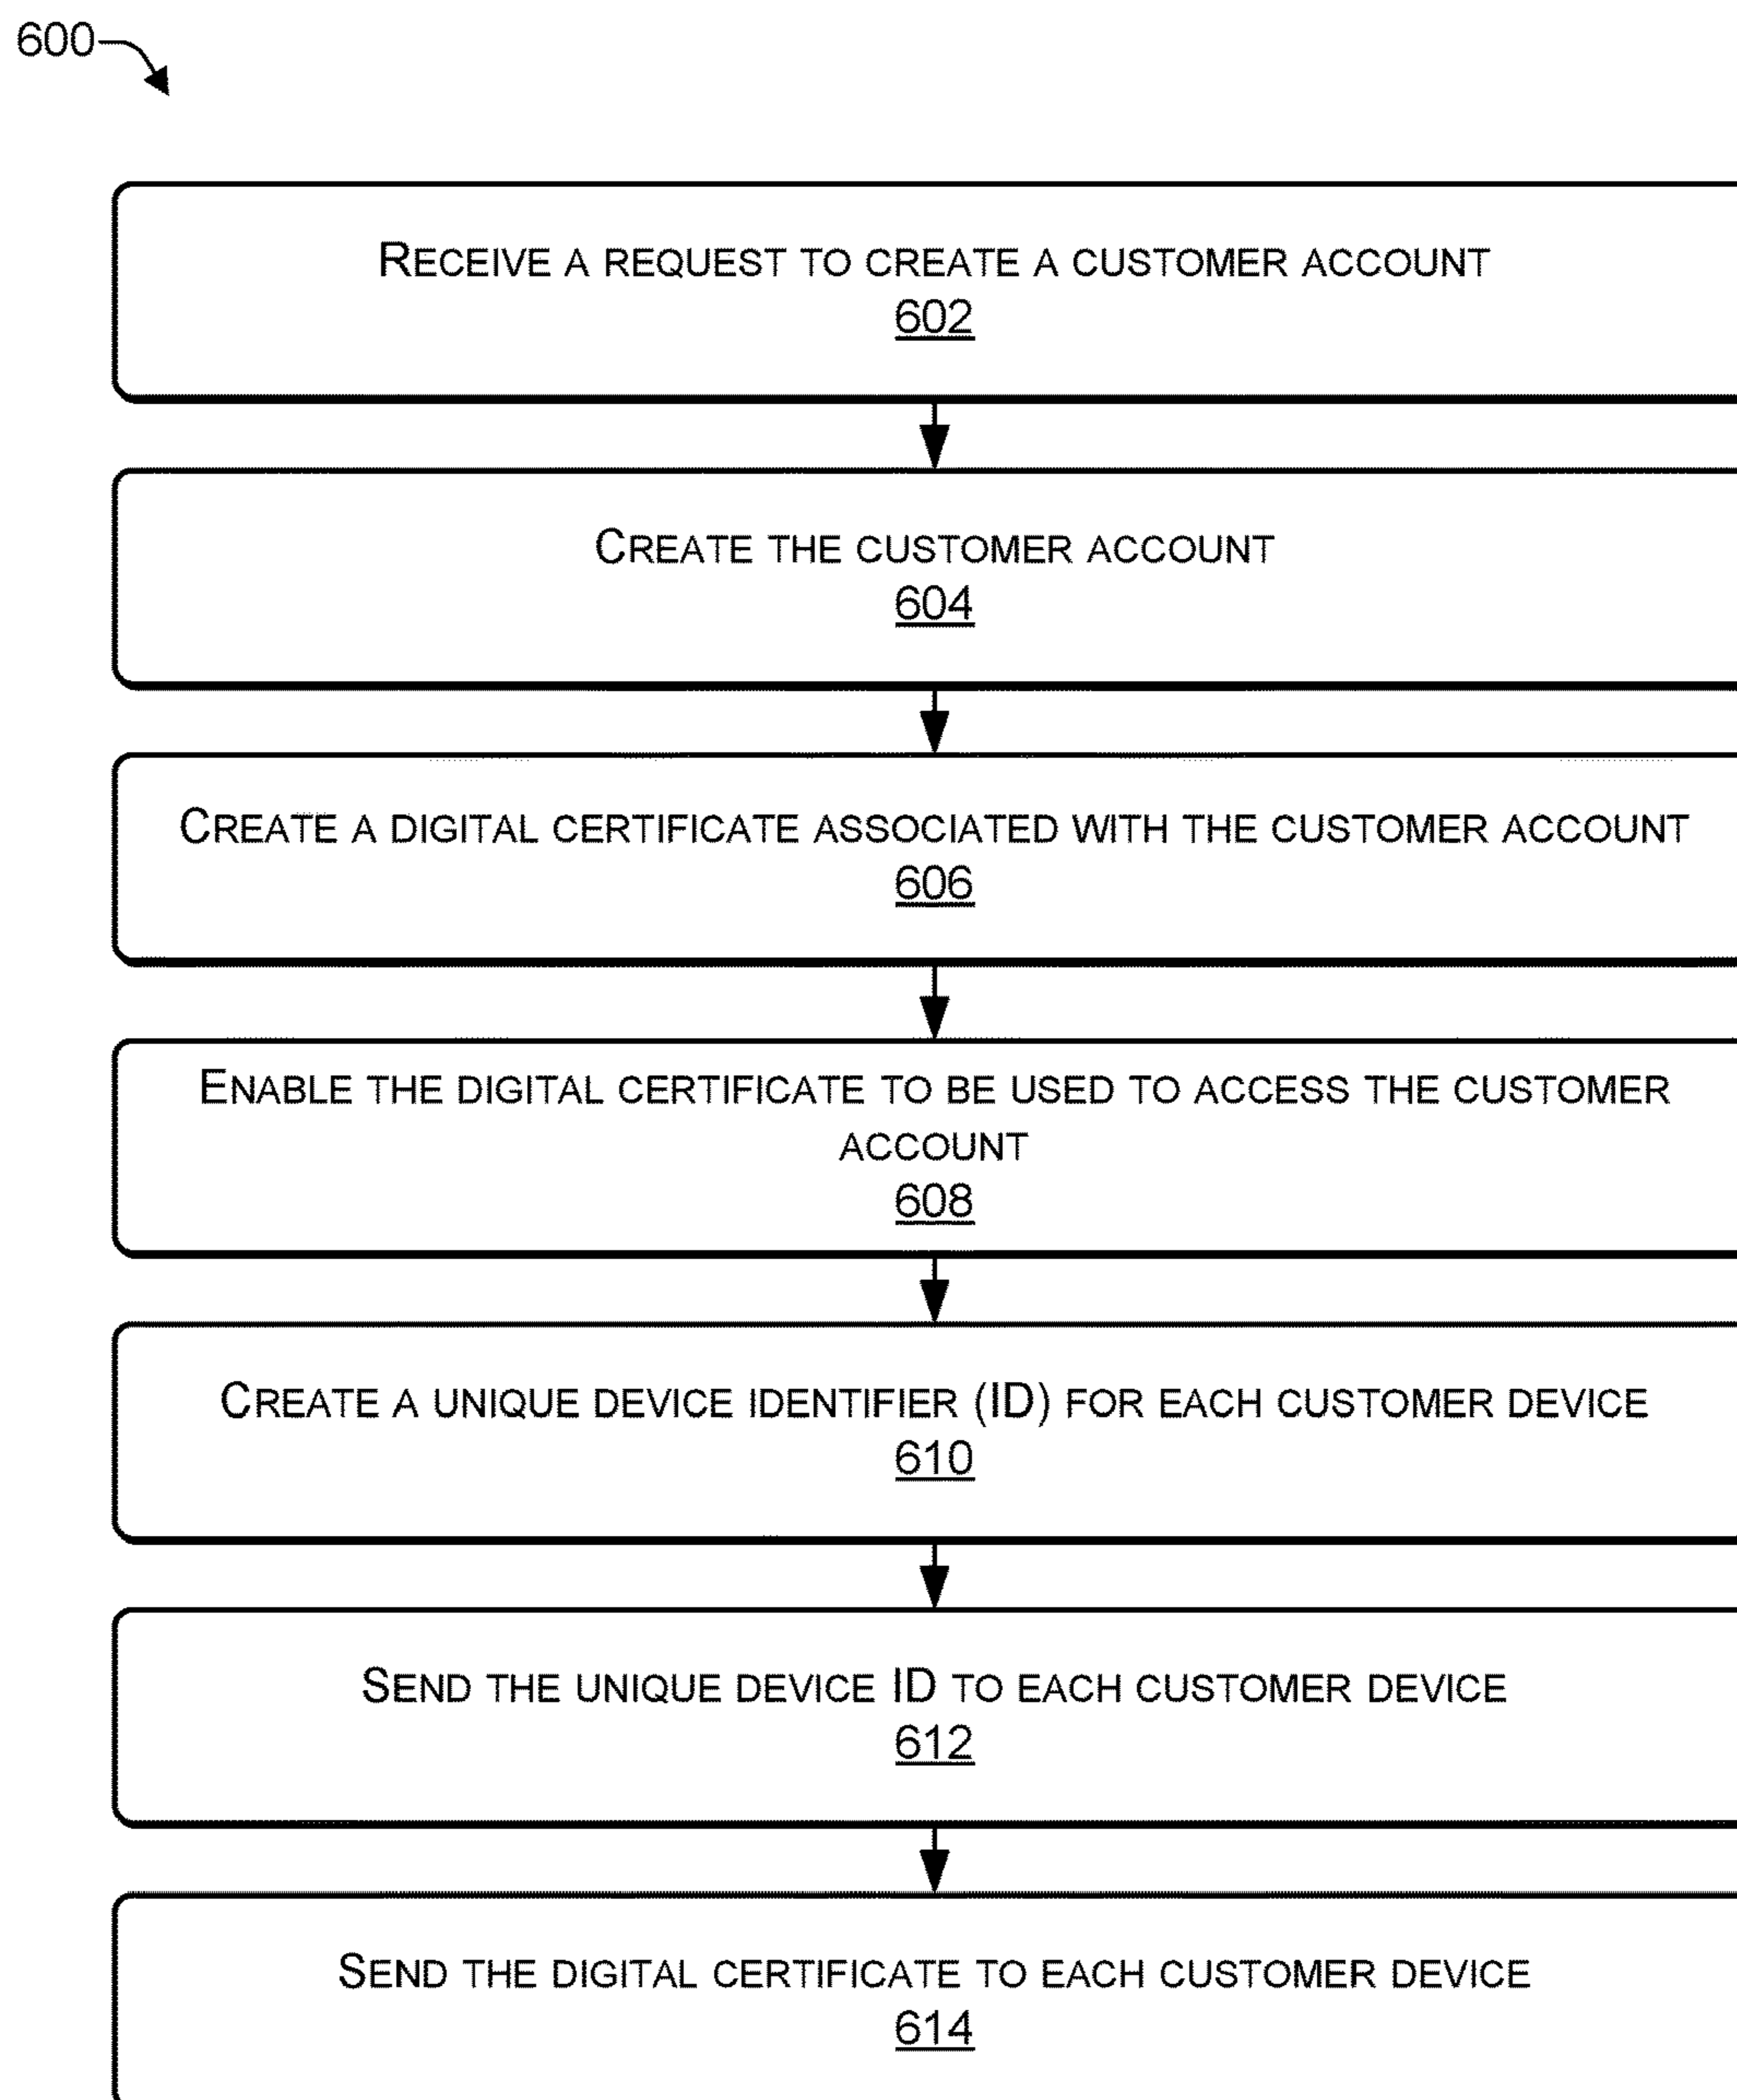 600
RECEIVE A REQUEST TO CREATE A CUSTOMER ACCOUNT
602
CREATE THE CUSTOMER ACCOUNT
604
CREATE A DIGITAL CERTIFICATE ASSOCIATED WITH THE CUSTOMER ACCOUNT
606
ENABLE THE DIGITAL CERTIFICATE TO BE USED TO ACCESS THE CUSTOMER
ACCOUNT
608
CREATE A UNIQUE DEVICE IDENTIFIER (ID) FOR EACH CUSTOMER DEVICE
610
SEND THE UNIQUE DEVICE ID TO EACH CUSTOMER DEVICE
612
SEND THE DIGITAL CERTIFICATE TO EACH CUSTOMER DEVICE
614